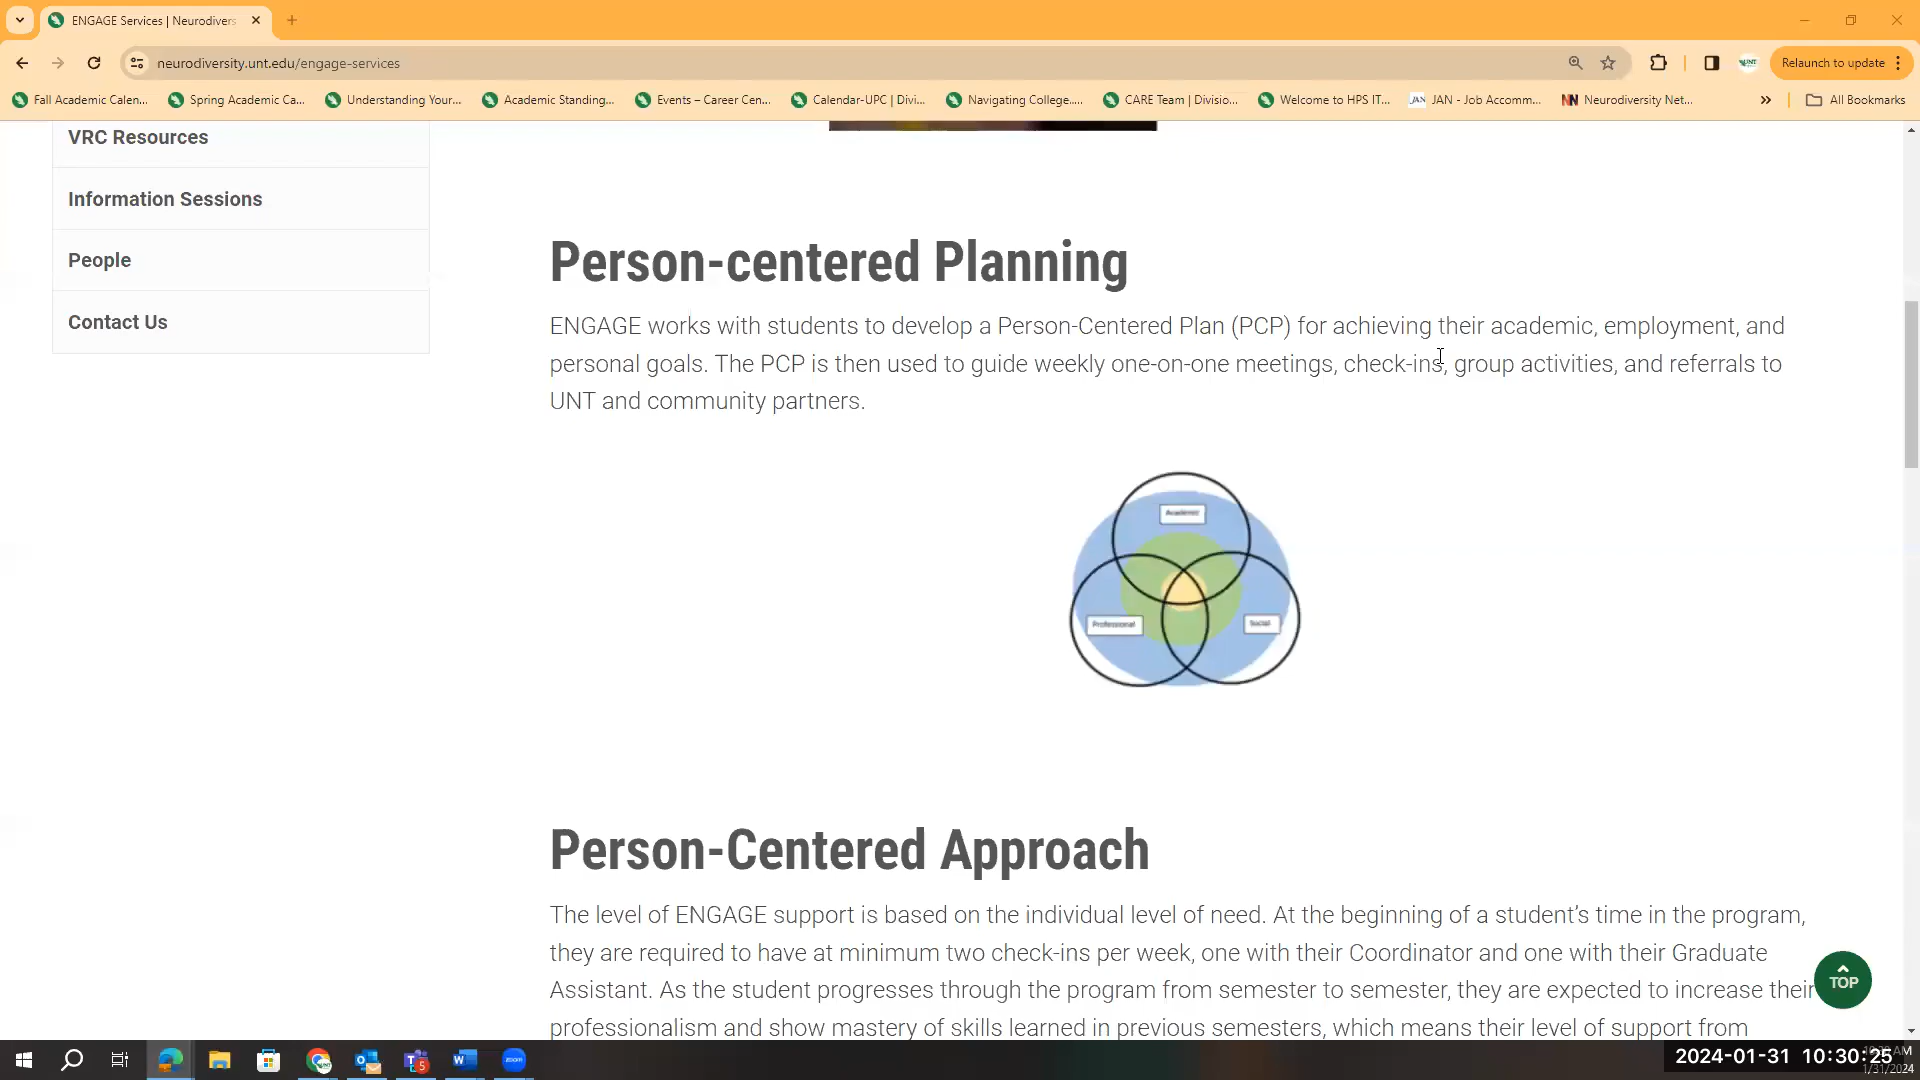 ENGAGE Services | Neurodivers
neurodiversity.unt.edu/engage-services
Relaunch to update
Fall Academic Calen...
Spring Academic Ca...
Understanding Your...
Academic Standing...
Events – Career Cen...
Calendar-UPC | Divi...
Navigating College....
CARE Team | Divisio...
Welcome to HPS IT...
JAN - Job Accomm...
Neurodiversity Net...
All Bookmarks
VRC Resources
Information Sessions
People
Contact Us
Person-centered Planning
ENGAGE works with students to develop a Person-Centered Plan (PCP) for achieving their academic, employment, and
personal goals. The PCP is then used to guide weekly one-on-one meetings, check-ins, group activities, and referrals to
UNT and community partners.
Academic
Professional
Social
Person-Centered Approach
The level of ENGAGE support is based on the individual level of need. At the beginning of a student’s time in the program,
they are required to have at minimum two check-ins per week, one with their Coordinator and one with their Graduate
Assistant. As the student progresses through the program from semester to semester, they are expected to increase their
professionalism and show mastery of skills learned in previous semesters, which means their level of support from
TOP
2024-01-31 10:30:25
1/31/2024